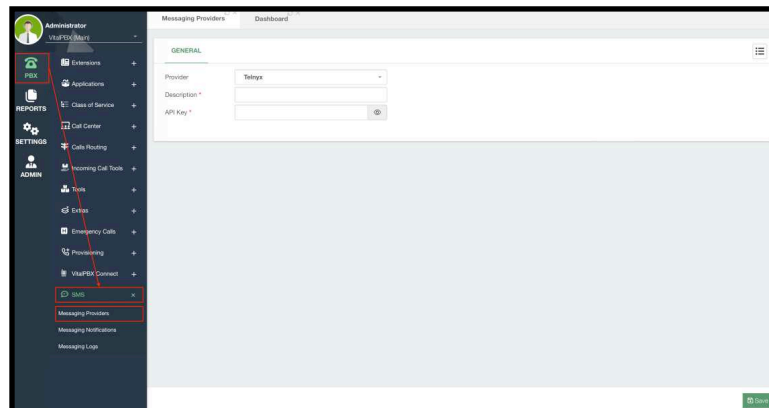 Administrator
VitalPBX (Main)
PBX
REPORTS
SETTINGS
ADMIN
Extensions
Applications
Class of Service
Call Center
Calls Routing
Incoming Call Tools
Tools
Extras
Emergency Calls
Provisioning
VitalPBX Connect
SMS
Messaging Providers
Messaging Notifications
Messaging Logs
Messaging Providers
Dashboard
GENERAL
Provider
Telnyx
Description *
API Key *
Save